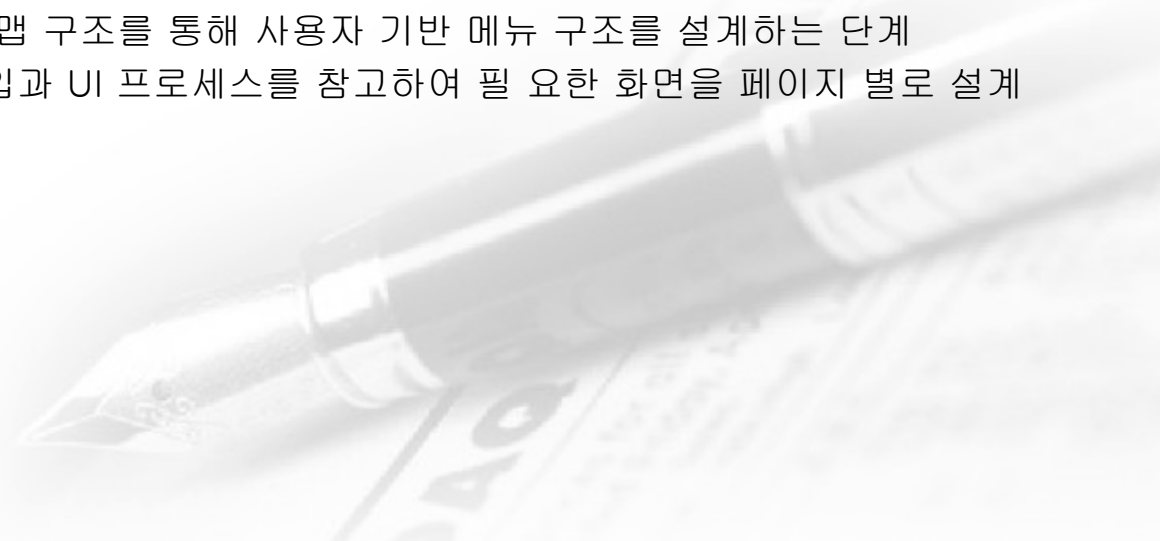 맵 구조를 통해 사용자 기반 메뉴 구조를 설계하는 단계
입과 UI 프로세스를 참고하여 필 요한 화면을 페이지 별로 설계
DAQ